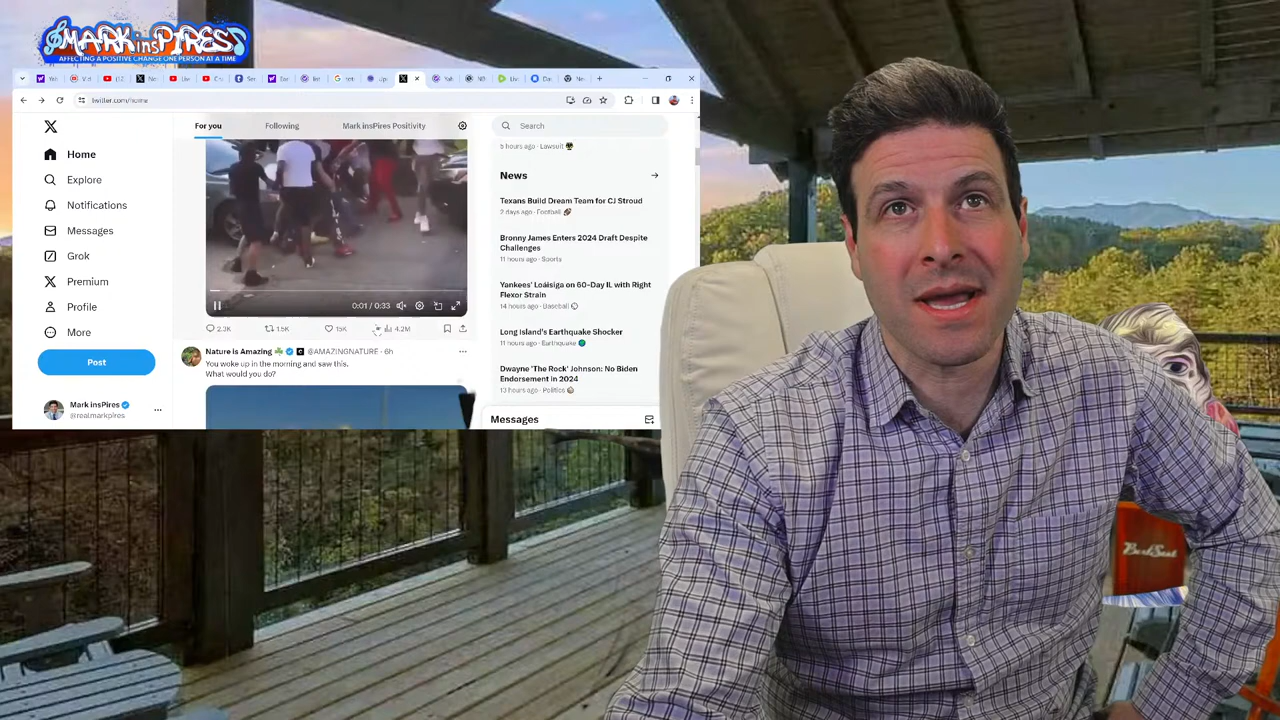 MARK insPIRES
AFFECTING A POSITIVE CHANGE ONE PERSON AT A TIME
twitter.com/home
For you
Following
Mark insPires Positivity
Search
Home
Explore
Notifications
Messages
Grok
Premium
Profile
More
Post
Mark insPires
@realmarkpires
0:01 / 0:33
2.3K
1.5K
15K
4.2M
Nature is Amazing ☘️ @AMAZINGNATURE · 6h
You woke up in the morning and saw this.
What would you do?
5 hours ago · Lawsuit
News
Texans Build Dream Team for CJ Stroud
2 days ago · Football
Bronny James Enters 2024 Draft Despite
Challenges
11 hours ago · Sports
Yankees' Loáisiga on 60-Day IL with Right
Flexor Strain
14 hours ago · Baseball
Long Island's Earthquake Shocker
11 hours ago · Earthquake
Dwayne 'The Rock' Johnson: No Biden
Endorsement in 2024
13 hours ago · Politics
Messages